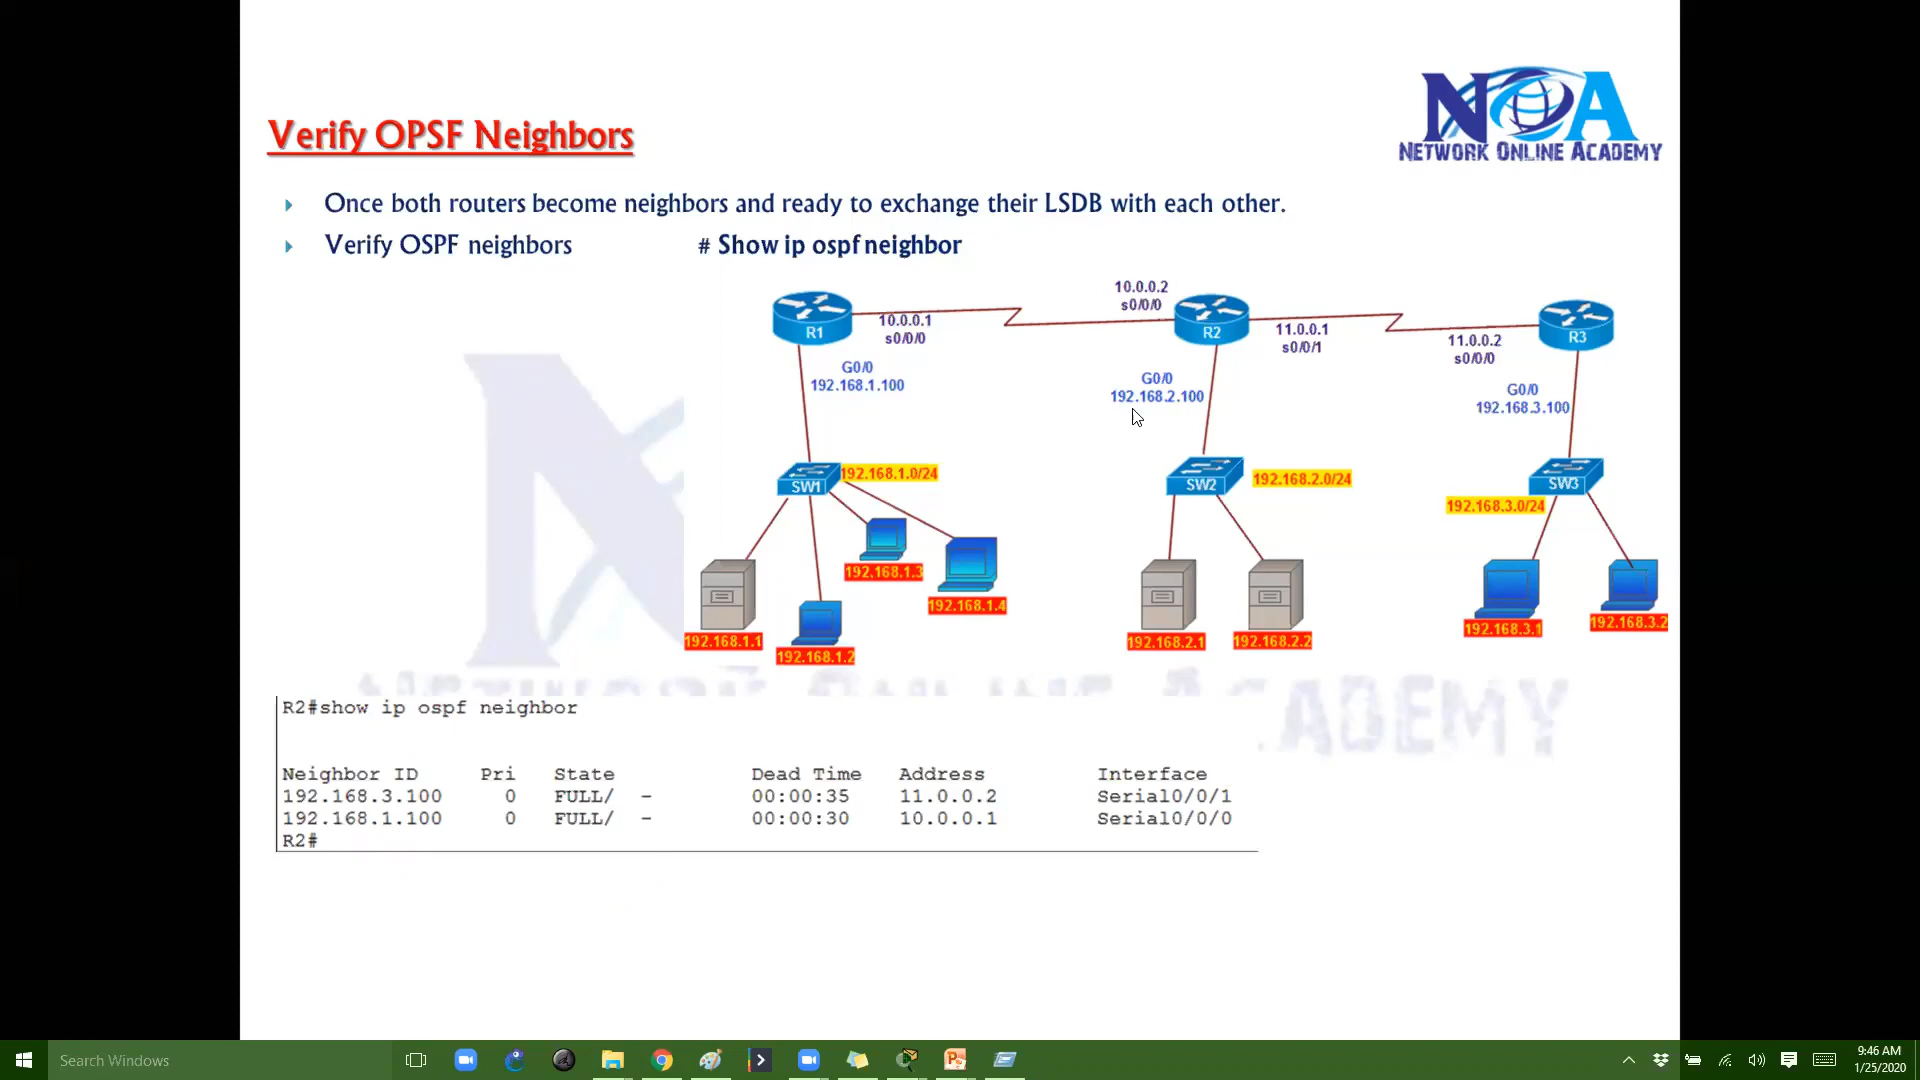 NOA
NETWORK ONLINE ACADEMY
Verify OPSF Neighbors
Once both routers become neighbors and ready to exchange their LSDB with each other.
Verify OSPF neighbors # Show ip ospf neighbor
10.0.0.2
s0/0/0
R1
10.0.0.1
s0/0/0
R2
11.0.0.1
s0/0/1
R3
11.0.0.2
s0/0/0
G0/0
192.168.1.100
G0/0
192.168.2.100
G0/0
192.168.3.100
SW1
192.168.1.0/24
SW2
192.168.2.0/24
SW3
192.168.3.0/24
192.168.1.3
192.168.1.4
192.168.1.1
192.168.1.2
192.168.2.1
192.168.2.2
192.168.3.1
192.168.3.2
NETWORK ONLINE ACADEMY
R2#show ip ospf neighbor
Neighbor ID Pri State Dead Time Address Interface
192.168.3.100 0 FULL/ - 00:00:35 11.0.0.2 Serial0/0/1
192.168.1.100 0 FULL/ - 00:00:30 10.0.0.1 Serial0/0/0
R2#
Search Windows
9:46 AM
1/25/2020